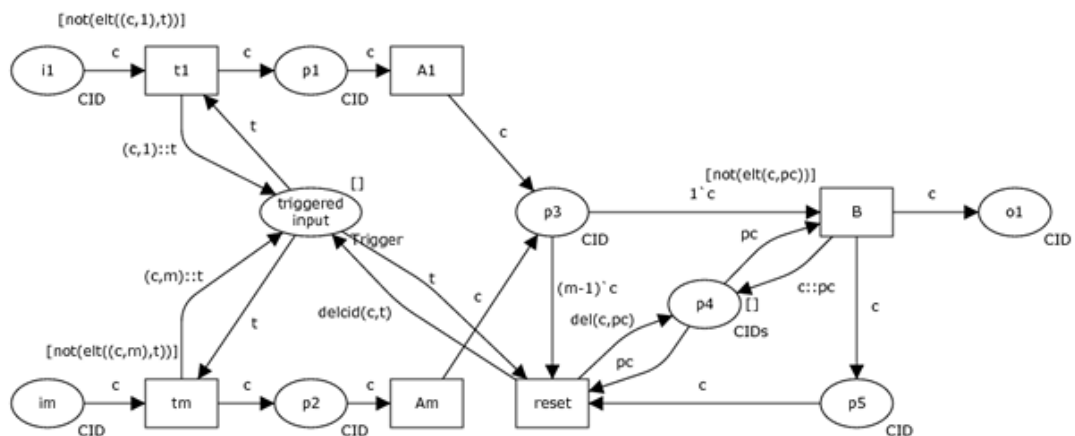 [not(elt((c,1),t))]
c
c
c
i1
t1
p1
A1
CID
CID
t
c
(c,1)::t
[]
[not(elt(c,pc))]
triggered
input
1`c
c
p3
B
o1
Trigger
CID
CID
pc
(c,m)::t
t
c
(m-1)`c
c::pc
p4
[]
delcid(c,t)
del(c,pc)
c
t
CIDs
[not(elt((c,m),t))]
pc
c
c
c
c
im
tm
p2
Am
reset
p5
CID
CID
CID